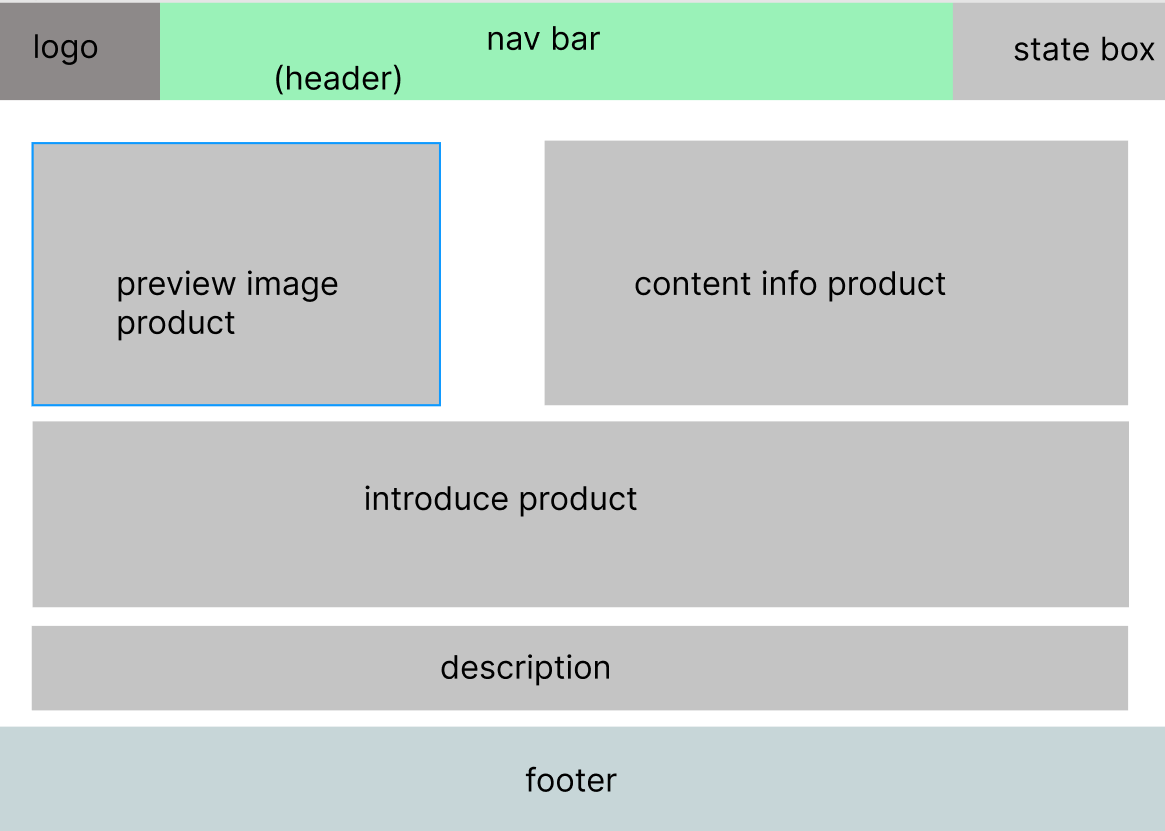 logo
nav bar
(header)
state box
preview image
product
content info product
introduce product
description
footer